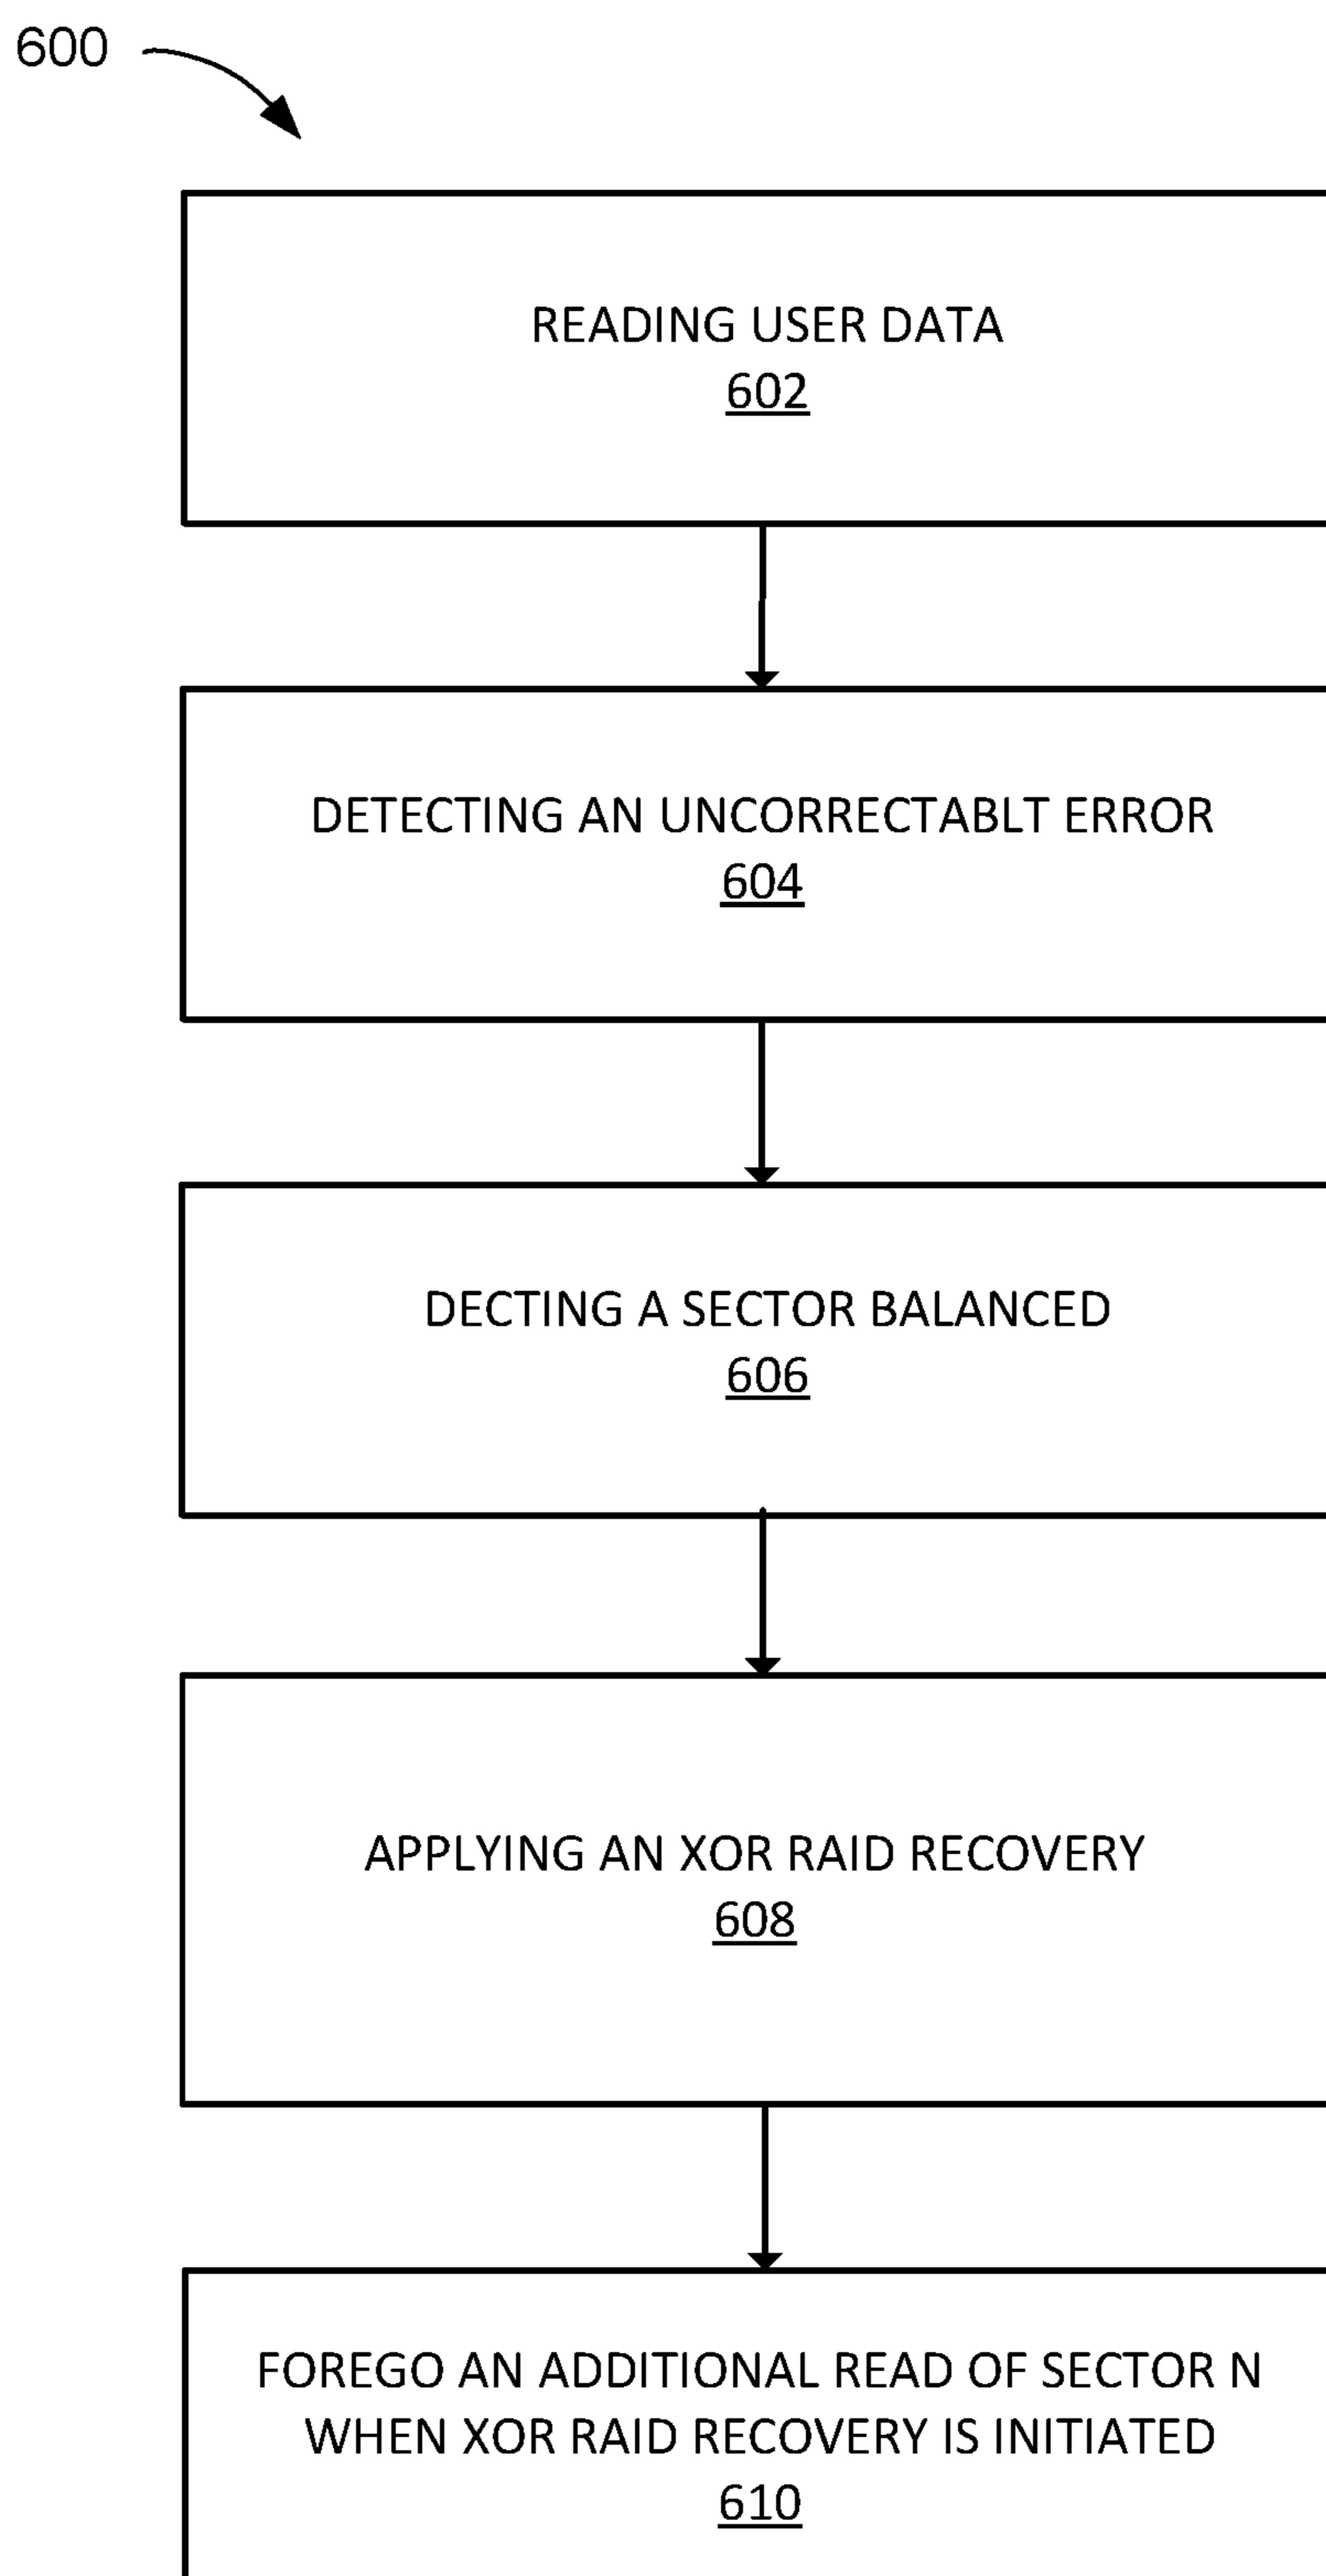 600
READING USER DATA
602
DETECTING AN UNCORRECTABLT ERROR
604
DECTING A SECTOR BALANCED
606
APPLYING AN XOR RAID RECOVERY
608
FOREGO AN ADDITIONAL READ OF SECTOR N
WHEN XOR RAID RECOVERY IS INITIATED
610